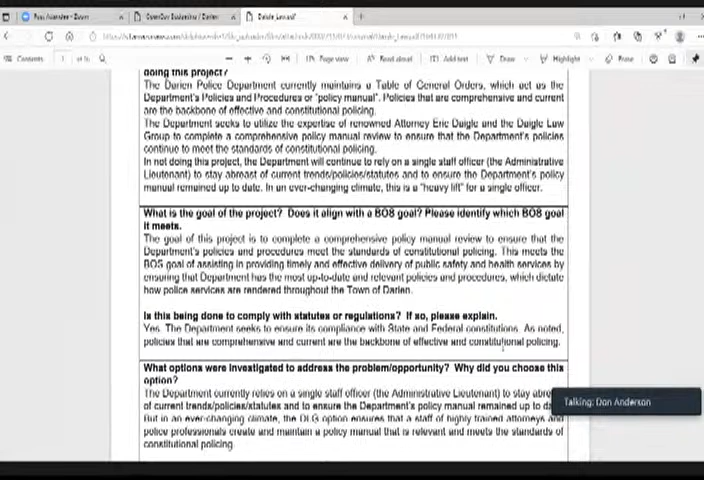 Contents
Page view
Read aloud
Add text
Draw
Highlight
Erase
doing this project?
The Darien Police Department currently maintains a Table of General Orders, which act as the
Department's Policies and Procedures or "policy manual". Policies that are comprehensive and current
are the backbone of effective and constitutional policing.
The Department seeks to utilize the expertise of renowned Attorney Eric Daigle and the Daigle Law
Group to complete a comprehensive policy manual review to ensure that the Department's policies
continue to meet the standards of constitutional policing.
In not doing this project, the Department will continue to rely on a single staff officer (the Administrative
Lieutenant) to stay abreast of current trends/policies/statutes and to ensure the Department's policy
manual remained up to date. In an ever-changing climate, this is a "heavy lift" for a single officer.
What is the goal of the project? Does it align with a BOS goal? Please identify which BOS goal
it meets.
The goal of this project is to complete a comprehensive policy manual review to ensure that the
Department's policies and procedures meet the standards of constitutional policing. This meets the
BOS goal of assisting in providing timely and effective delivery of public safety and health services by
ensuring that Department has the most up-to-date and relevant policies and procedures, which dictate
how police services are rendered throughout the Town of Darien.
Is this being done to comply with statutes or regulations? If so, please explain.
Yes. The Department seeks to ensure its compliance with State and Federal constitutions. As noted,
policies that are comprehensive and current are the backbone of effective and constitutional policing.
What options were investigated to address the problem/opportunity? Why did you choose this
option?
The Department currently relies on a single staff officer (the Administrative Lieutenant) to stay abre
of current trends/policies/statutes and to ensure the Department's policy manual remained up to d
But in an ever-changing climate, the DLG option ensures that a staff of highly trained attorneys and
police professionals create and maintain a policy manual that is relevant and meets the standards of
constitutional policing.
Talking: Dan Anderson